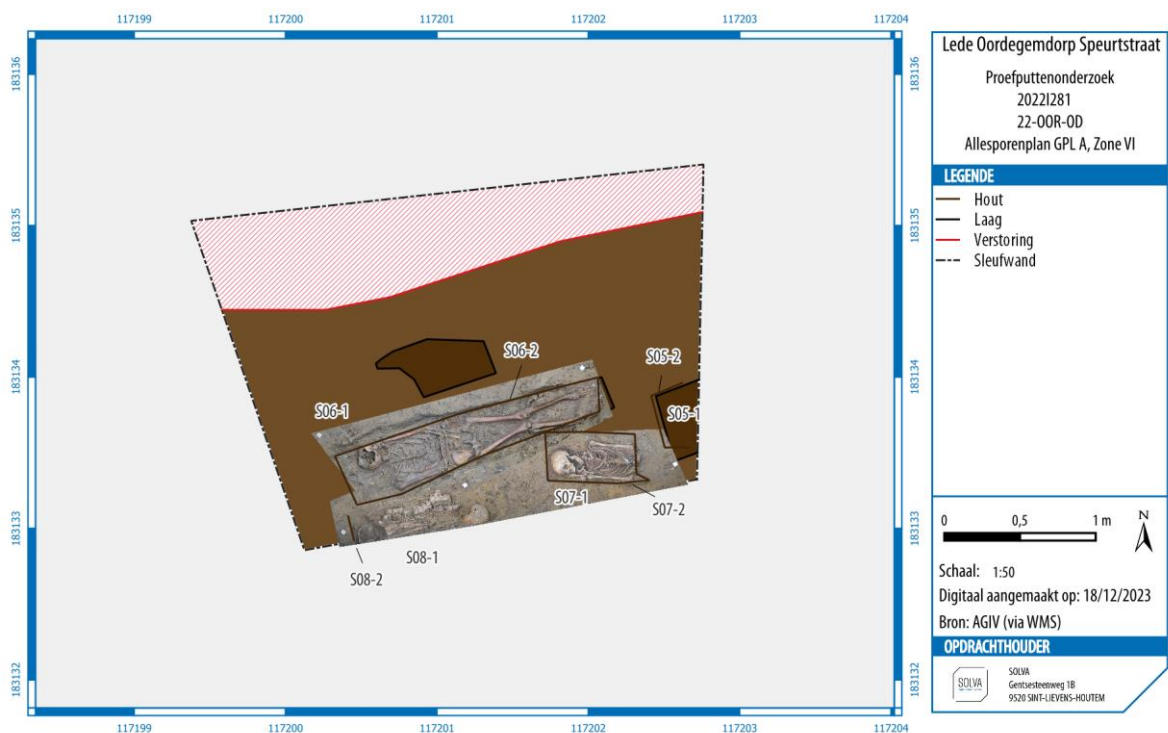 117199 117200 117201 117202 117203 117204
183136
183135
183134
183133
183132
S06-2
S05-2
S06-1
S05-1
S07-1
S07-2
S08-1
S08-2
183136
183135
183134
183133
183132
117199 117200 117201 117202 117203 117204
Lede Oordegemdorp Speurtstraat
Proefputtenonderzoek
2022I281
22-OOR-OD
Allesporenplan GPL A, Zone VI
LEGENDE
Hout
Laag
Verstoring
Sleufwand
0 0,5 1 m
N
Schaal: 1:50
Digitaal aangemaakt op: 18/12/2023
Bron: AGIV (via WMS)
OPDRACHTHOUDER
SOLVA
SOLVA
Gentsesteenweg 1B
9520 SINT-LIEVENS-HOUTEM